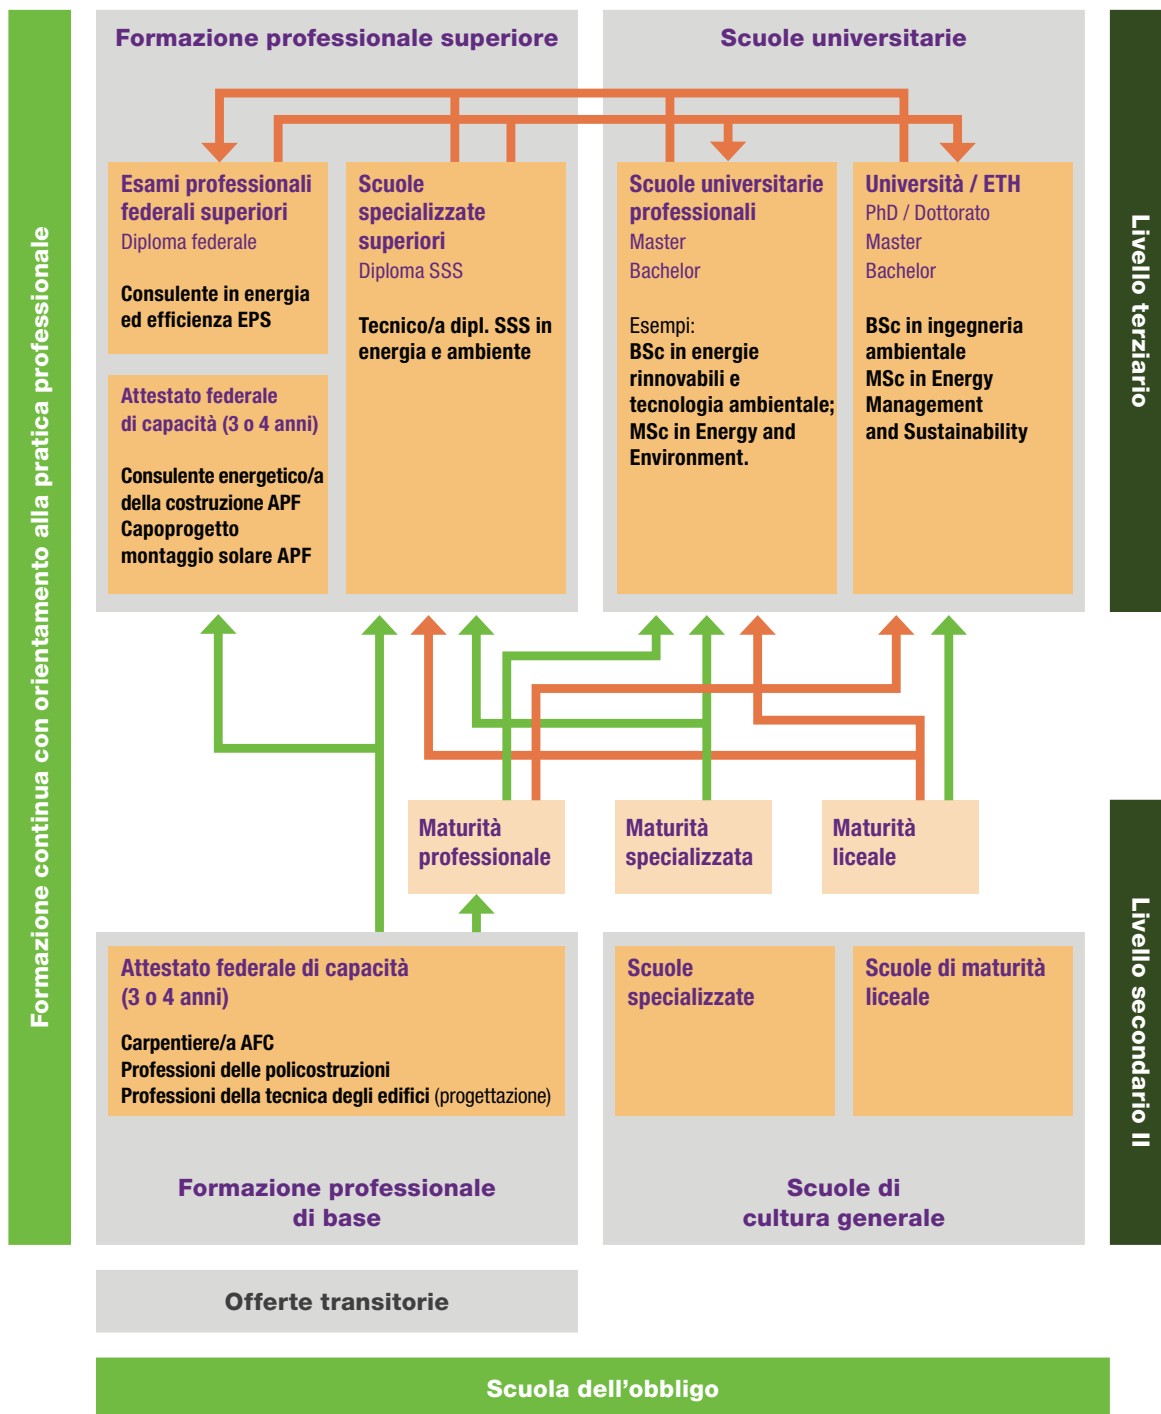 Formazione professionale superiore
Scuole universitarie
Esami professionali
federali superiori
Diploma federale
Consulente in energia
ed efficienza EPS
Attestato federale
di capacità (3 o 4 anni)
Consulente energetico/a
della costruzione APF
Capoprogetto
montaggio solare APF
Scuole
specializzate
superiori
Diploma SSS
Tecnico/a dipl. SSS in
energia e ambiente
Scuole universitarie
professionali
Master
Bachelor
Esempi:
BSc in energie
rinnovabili e
tecnologia ambientale;
MSc in Energy and
Environment.
Università / ETH
PhD / Dottorato
Master
Bachelor
BSc in ingegneria
ambientale
MSc in Energy
Management
and Sustainability
Livello terziario
Formazione continua con orientamento alla pratica professionale
Maturità
professionale
Maturità
specializzata
Maturità
liceale
Attestato federale di capacità
(3 o 4 anni)
Carpentiere/a AFC
Professioni delle policostruzioni
Professioni della tecnica degli edifici (progettazione)
Scuole
specializzate
Scuole di maturità
liceale
Livello secondario II
Formazione professionale
di base
Scuole di
cultura generale
Offerte transitorie
Scuola dell'obbligo